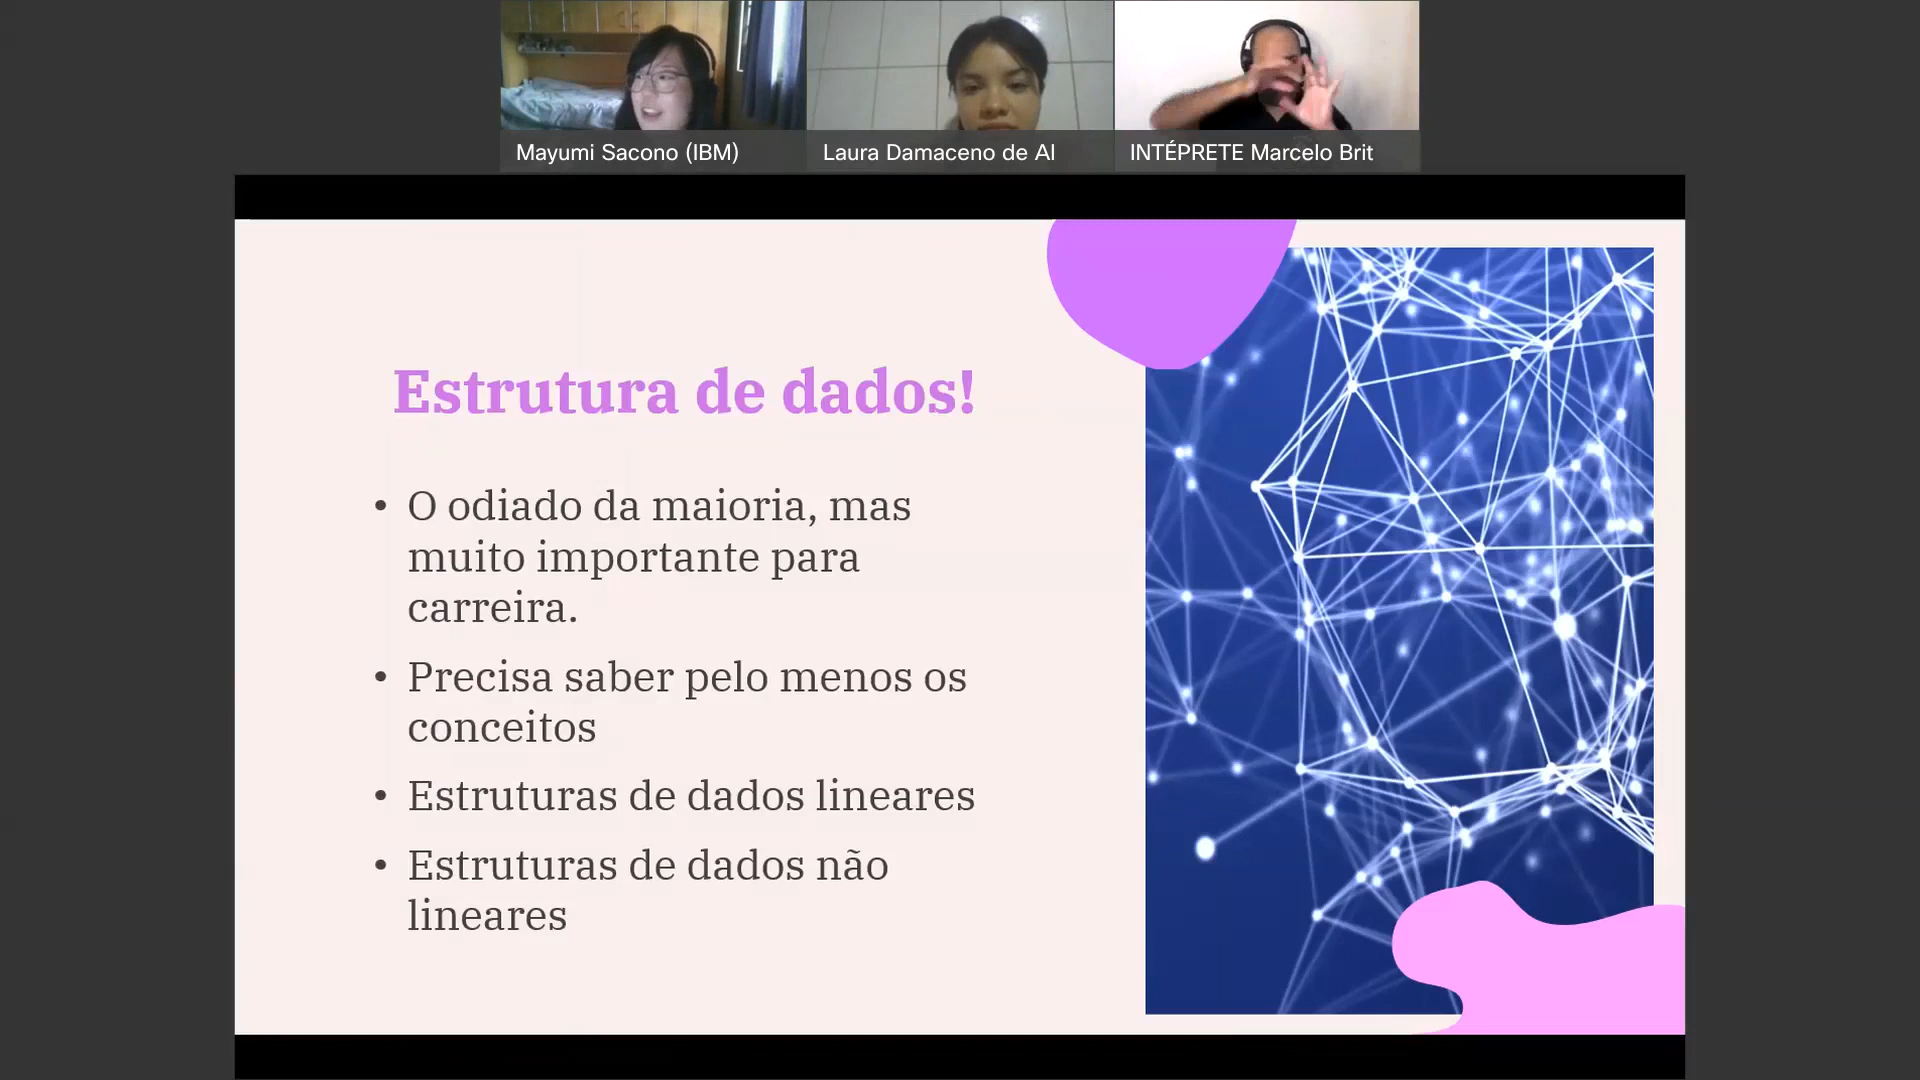 Mayumi Sacono (IBM)
Laura Damaceno de Al
INTÉPRETE Marcelo Brit
Estrutura de dados!
• O odiado da maioria, mas
muito importante para
carreira.
• Precisa saber pelo menos os
conceitos
• Estruturas de dados lineares
• Estruturas de dados não
lineares